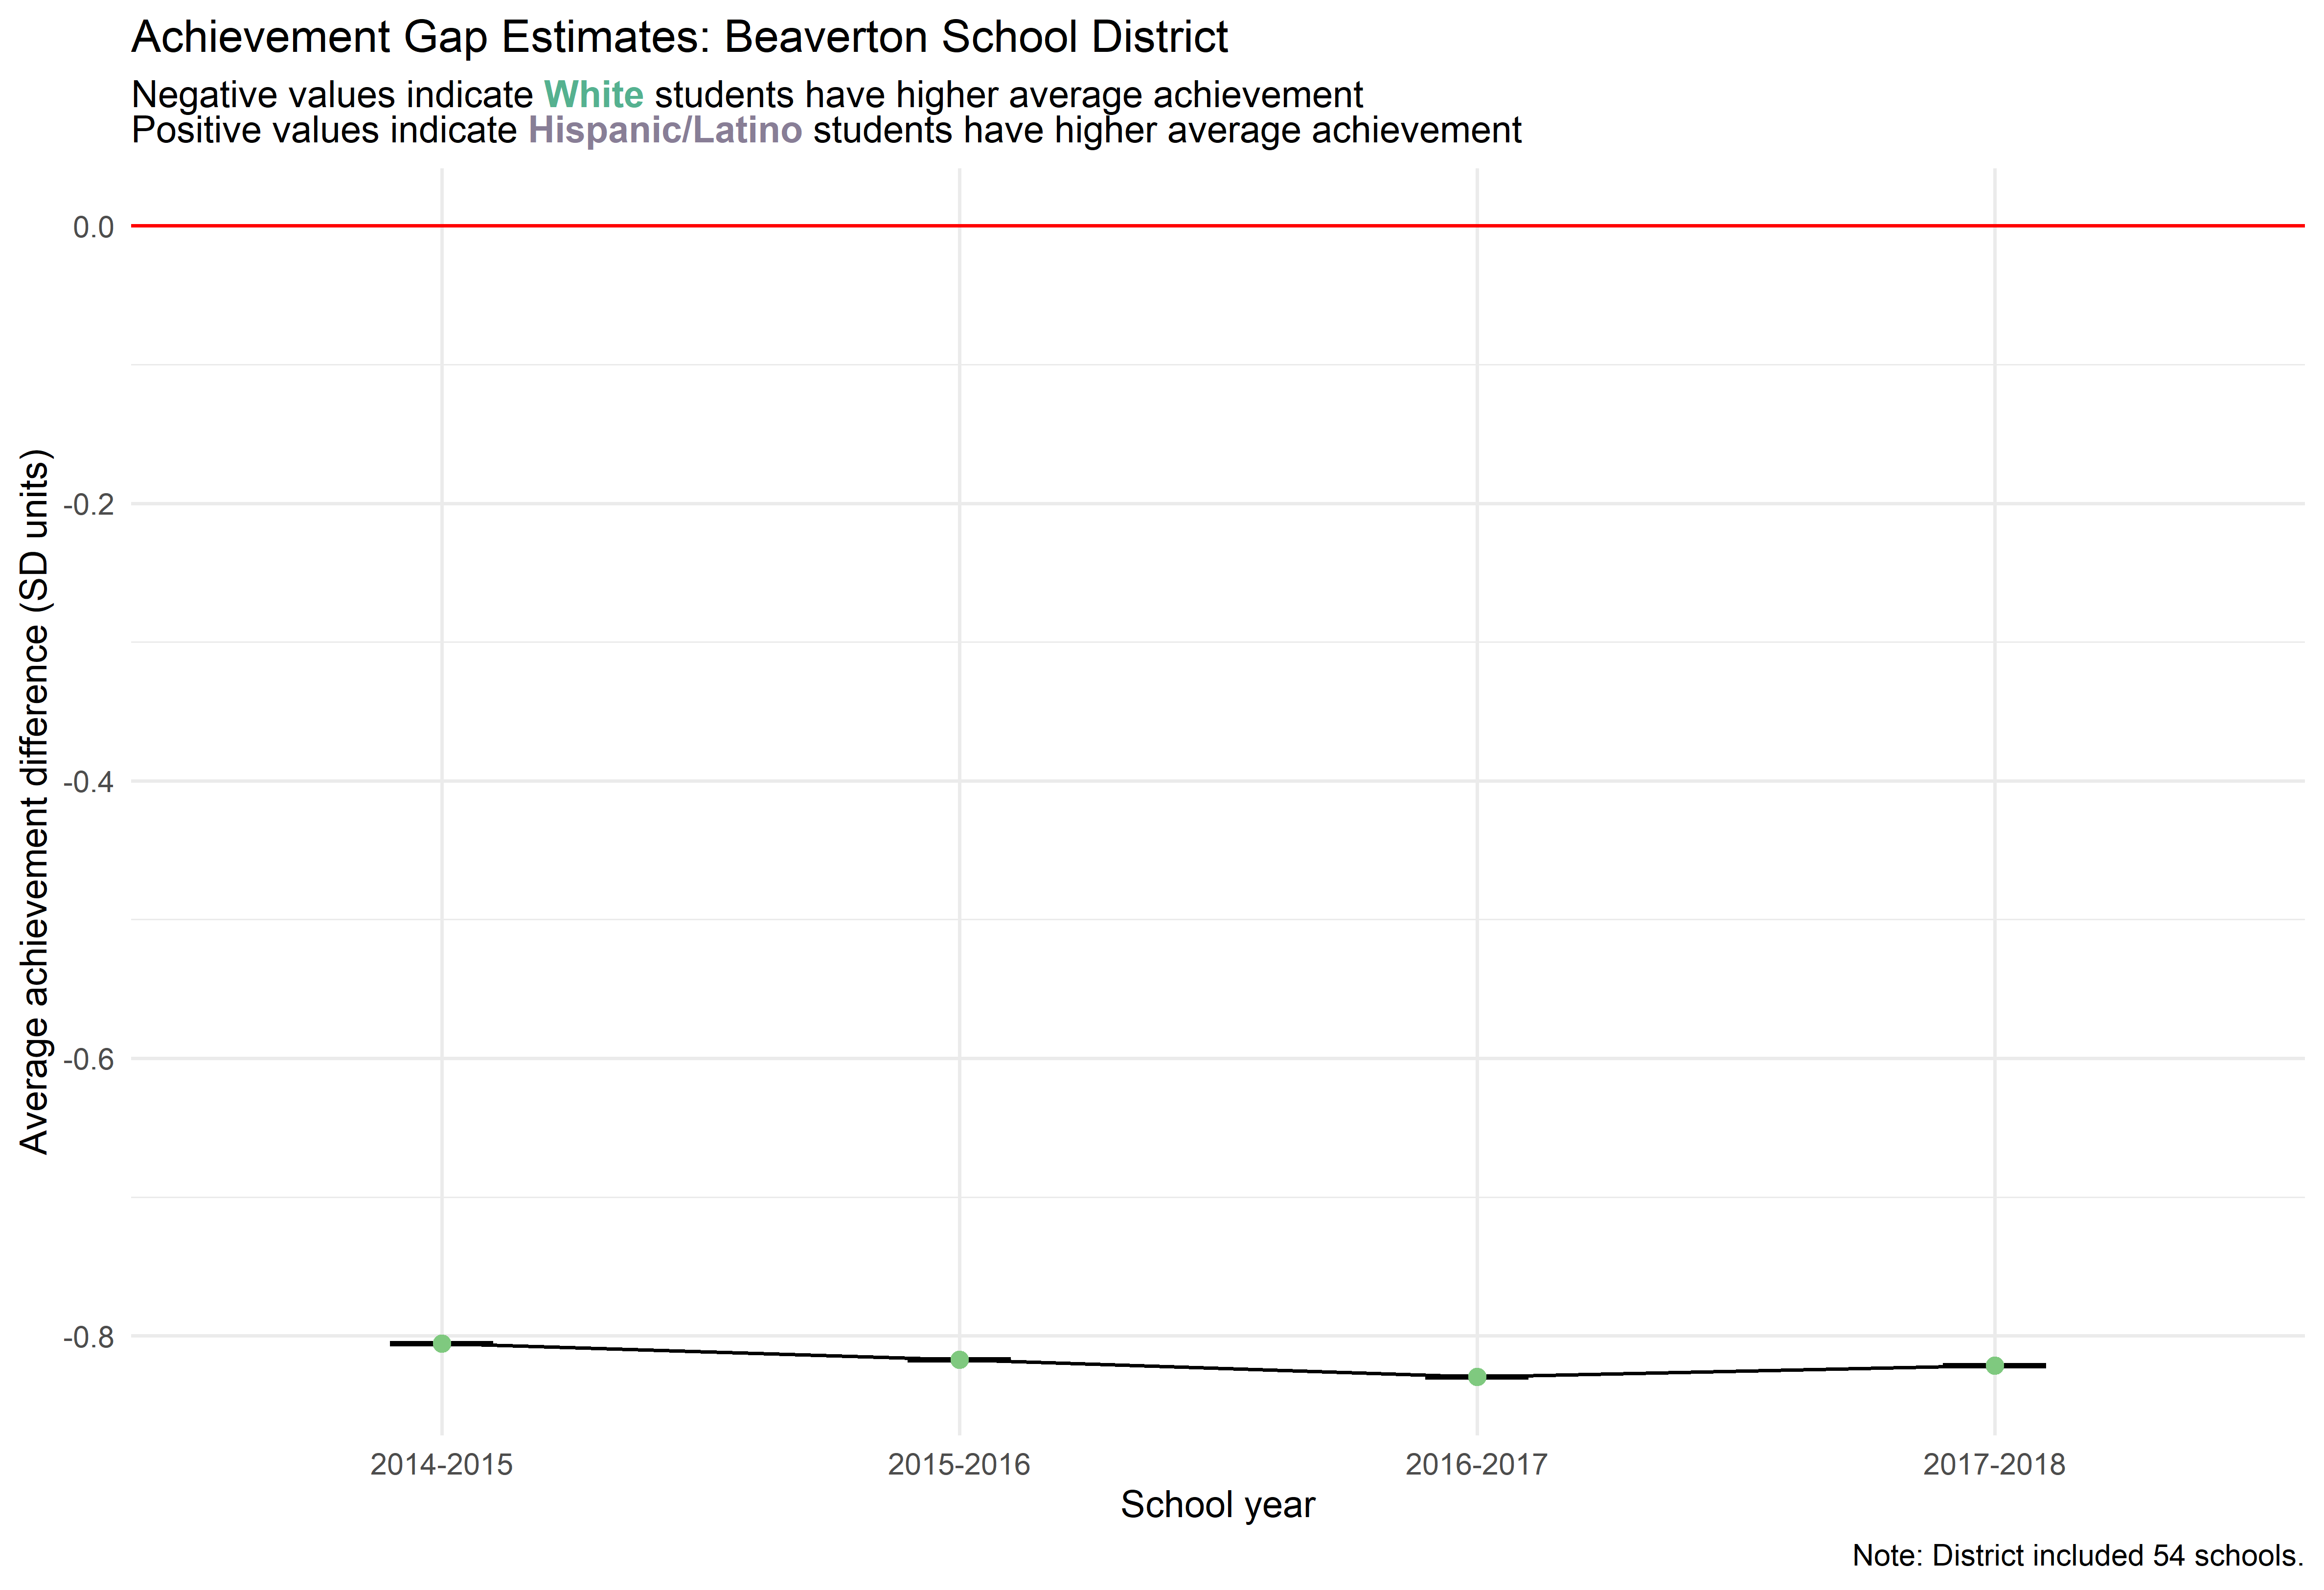 Achievement Gap Estimates: Beaverton School District
Negative values indicate White students have higher average achievement
Positive values indicate Hispanic/Latino students have higher average achievement
Average achievement difference (SD units)
0.0
-0.2
-0.4
-0.6
-0.8
2014-2015
2015-2016
2016-2017
2017-2018
School year
Note: District included 54 schools.